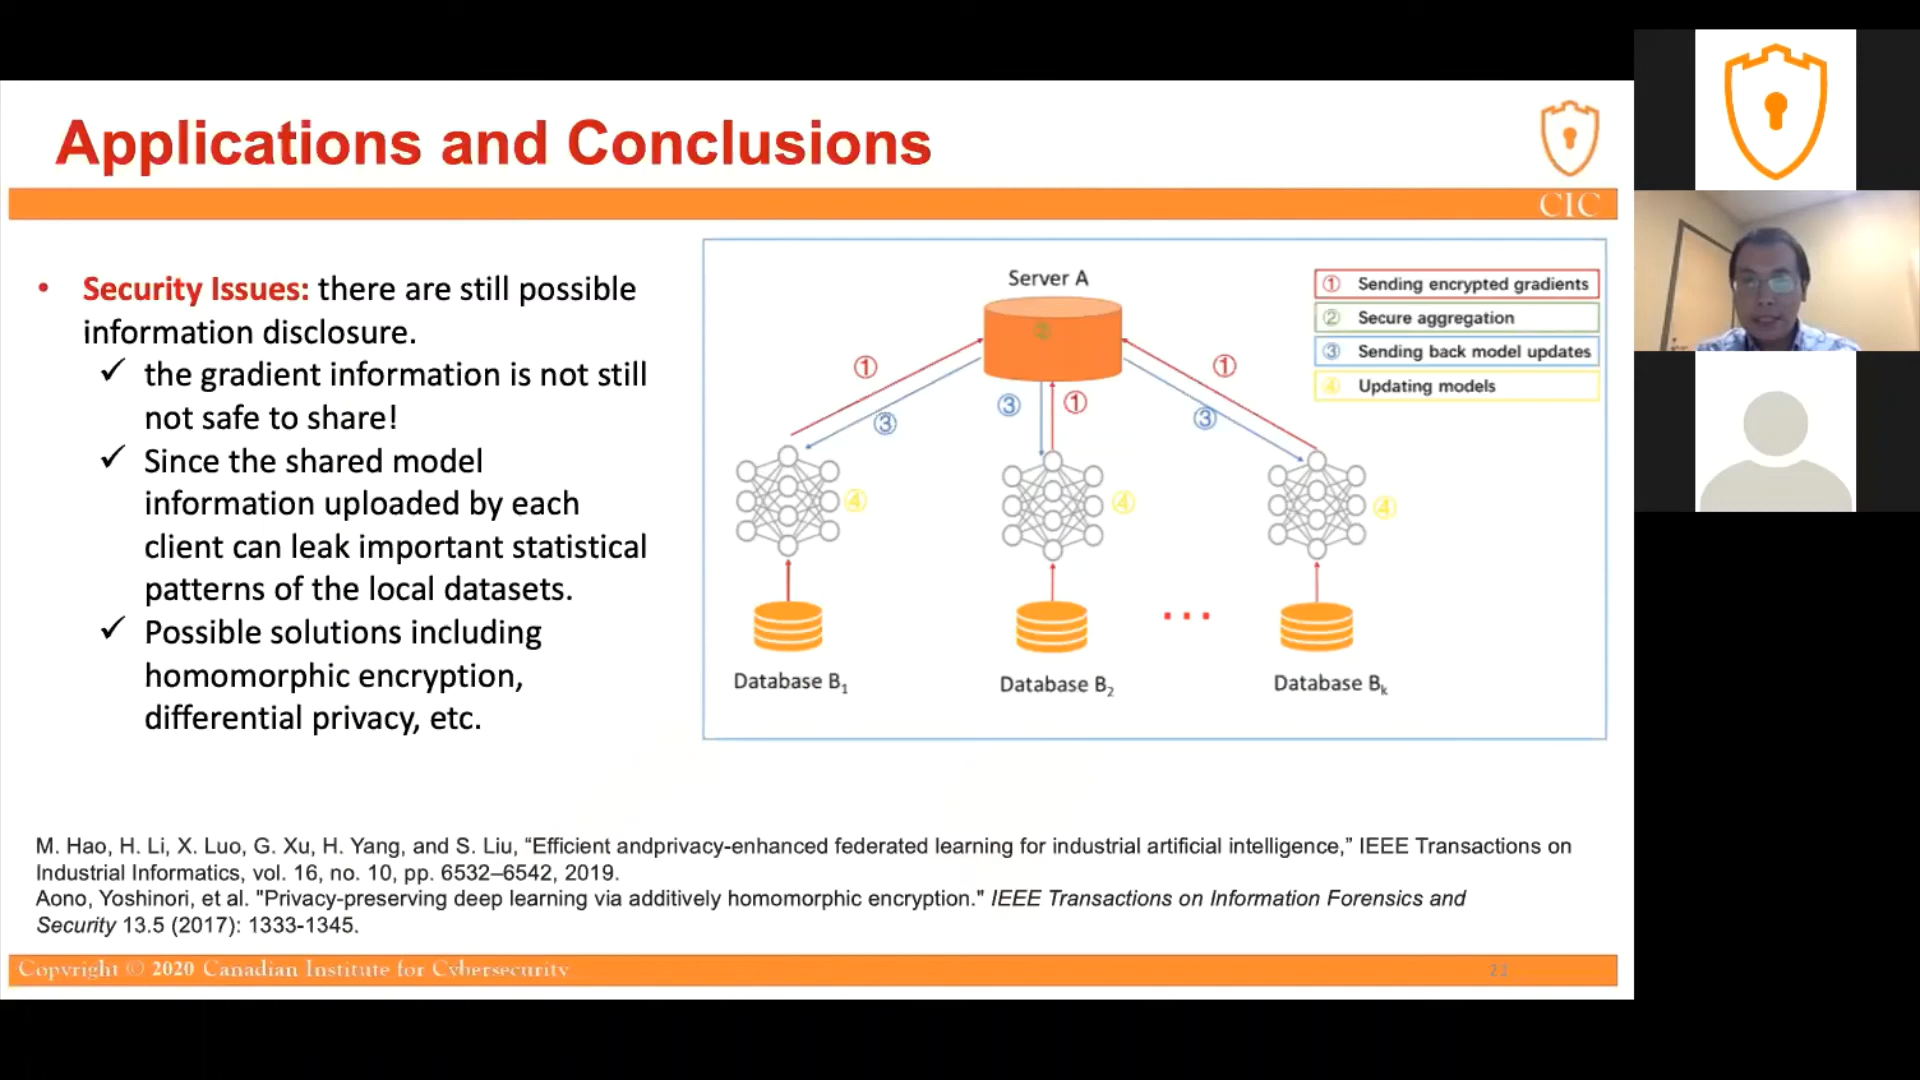 Applications and Conclusions
CIC
• Security Issues: there are still possible
information disclosure.
✓ the gradient information is not still
not safe to share!
✓ Since the shared model
information uploaded by each
client can leak important statistical
patterns of the local datasets.
✓ Possible solutions including
homomorphic encryption,
differential privacy, etc.
Server A
① Sending encrypted gradients
② Secure aggregation
③ Sending back model updates
④ Updating models
②
①
①
③
①
③
③
④
④
④
...
Database B1
Database B2
Database Bk
M. Hao, H. Li, X. Luo, G. Xu, H. Yang, and S. Liu, “Efficient andprivacy-enhanced federated learning for industrial artificial intelligence,” IEEE Transactions on
Industrial Informatics, vol. 16, no. 10, pp. 6532–6542, 2019.
Aono, Yoshinori, et al. "Privacy-preserving deep learning via additively homomorphic encryption." IEEE Transactions on Information Forensics and
Security 13.5 (2017): 1333-1345.
Copyright © 2020 Canadian Institute for Cybersecurity